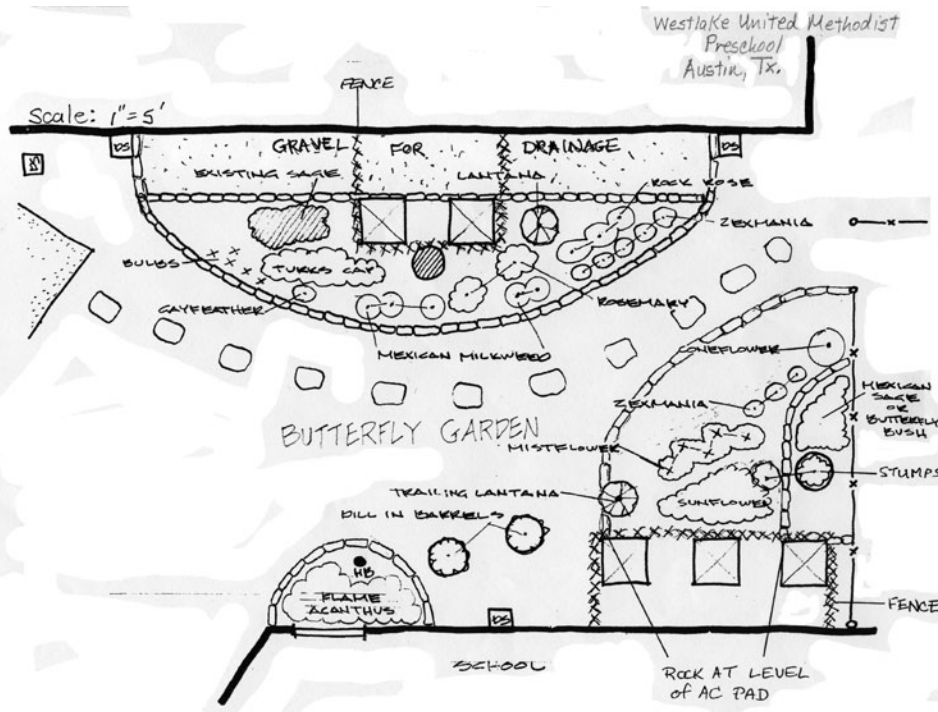 Westlake United Methodist
Preschool
Austin, Tx.
FENCE
Scale: 1"=5'
DS
DS
DS
GRAVEL FOR DRAINAGE
EXISTING SAGE
LANTANA
ROCK ROSE
ZEXMANIA
BULBS
TURKS CAP
GAYFEATHER
ROSEMARY
MEXICAN MILKWEED
CONEFLOWER
ZEXMANIA
MEXICAN
SAGE
OR
BUTTERFLY
BUSH
BUTTERFLY GARDEN
MISTFLOWER
STUMPS
TRAILING LANTANA
SUNFLOWER
DILL IN BARRELS
HB
FLAME
ACANTHUS
DS
FENCE
SCHOOL
ROCK AT LEVEL
of AC PAD